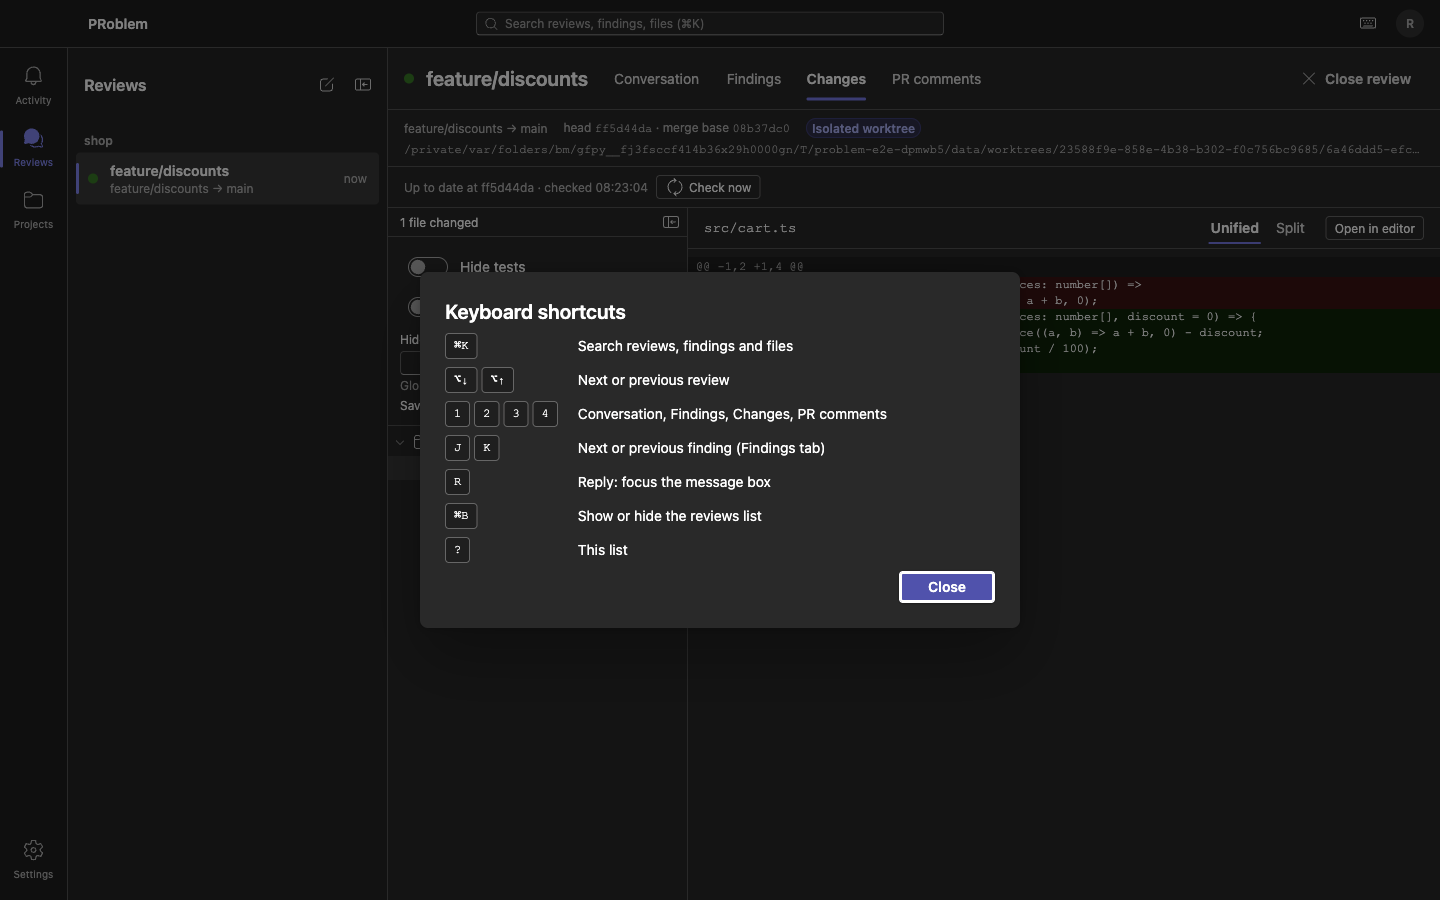 PRoblem
Search reviews, findings, files (⌘K)
R
Activity
Reviews
Projects
Settings
Reviews
shop
feature/discounts
feature/discounts → main
now
feature/discounts
Conversation
Findings
Changes
PR comments
Close review
feature/discounts → main head ff5d44da · merge base 08b37dc0 Isolated worktree
/private/var/folders/bm/gfpy__fj3fsccf414b36x29h0000gn/T/problem-e2e-dpmwb5/data/worktrees/23588f9e-858e-4b38-b302-f0c756bc9685/6a46ddd5-efc…
Up to date at ff5d44da · checked 08:23:04
Check now
1 file changed
Hide tests
Hid
Glo
Sav
src/cart.ts
Unified
Split
Open in editor
@@ -1,2 +1,4 @@
ces: number[]) =>
a + b, 0);
ces: number[], discount = 0) => {
ce((a, b) => a + b, 0) - discount;
unt / 100);
Keyboard shortcuts
⌘K Search reviews, findings and files
⌥↓ ⌥↑ Next or previous review
1 2 3 4 Conversation, Findings, Changes, PR comments
J K Next or previous finding (Findings tab)
R Reply: focus the message box
⌘B Show or hide the reviews list
? This list
Close